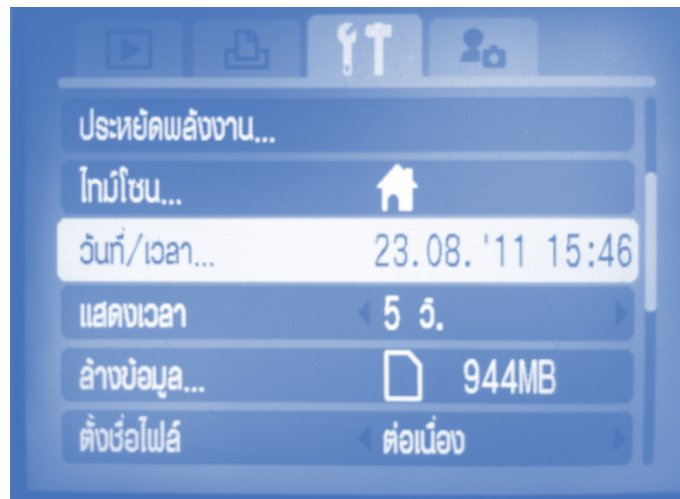 ประหยัดพลังงาน...
ไทม์โซน...
วันที่/เวลา... 23.08.'11 15:46
แสดงเวลา 5 วิ.
ล้างข้อมูล... 944MB
ตั้งชื่อไฟล์ ต่อเนื่อง